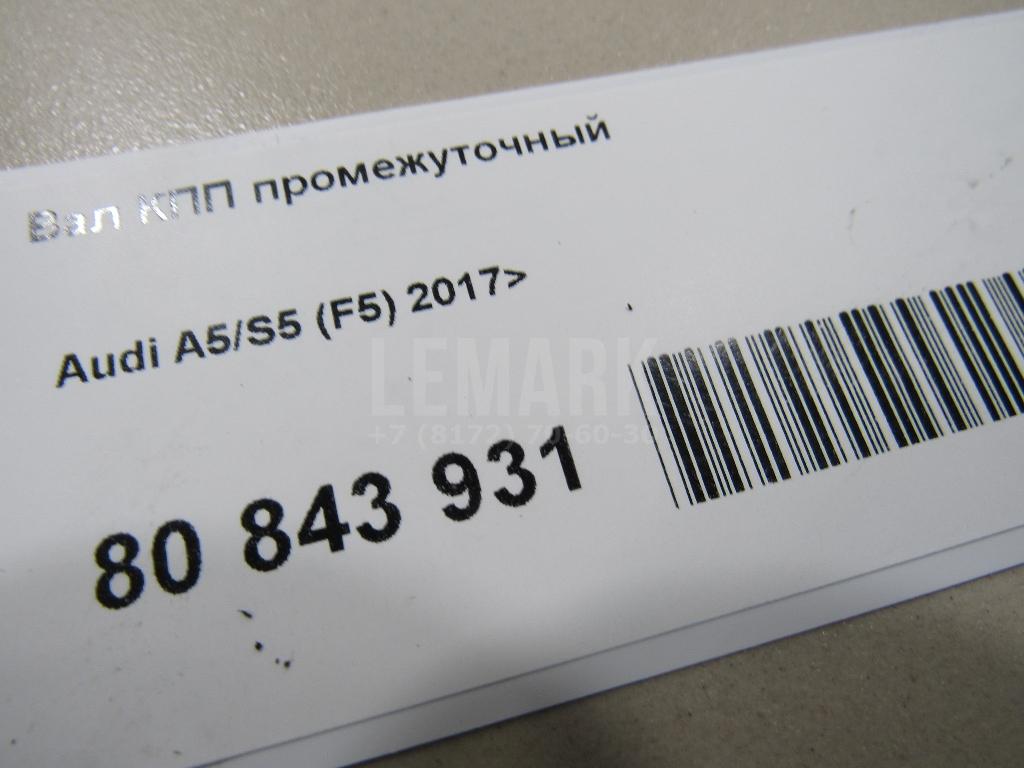 Вал КПП промежуточный
Audi A5/S5 (F5) 2017>
LEMARK
80 843 931